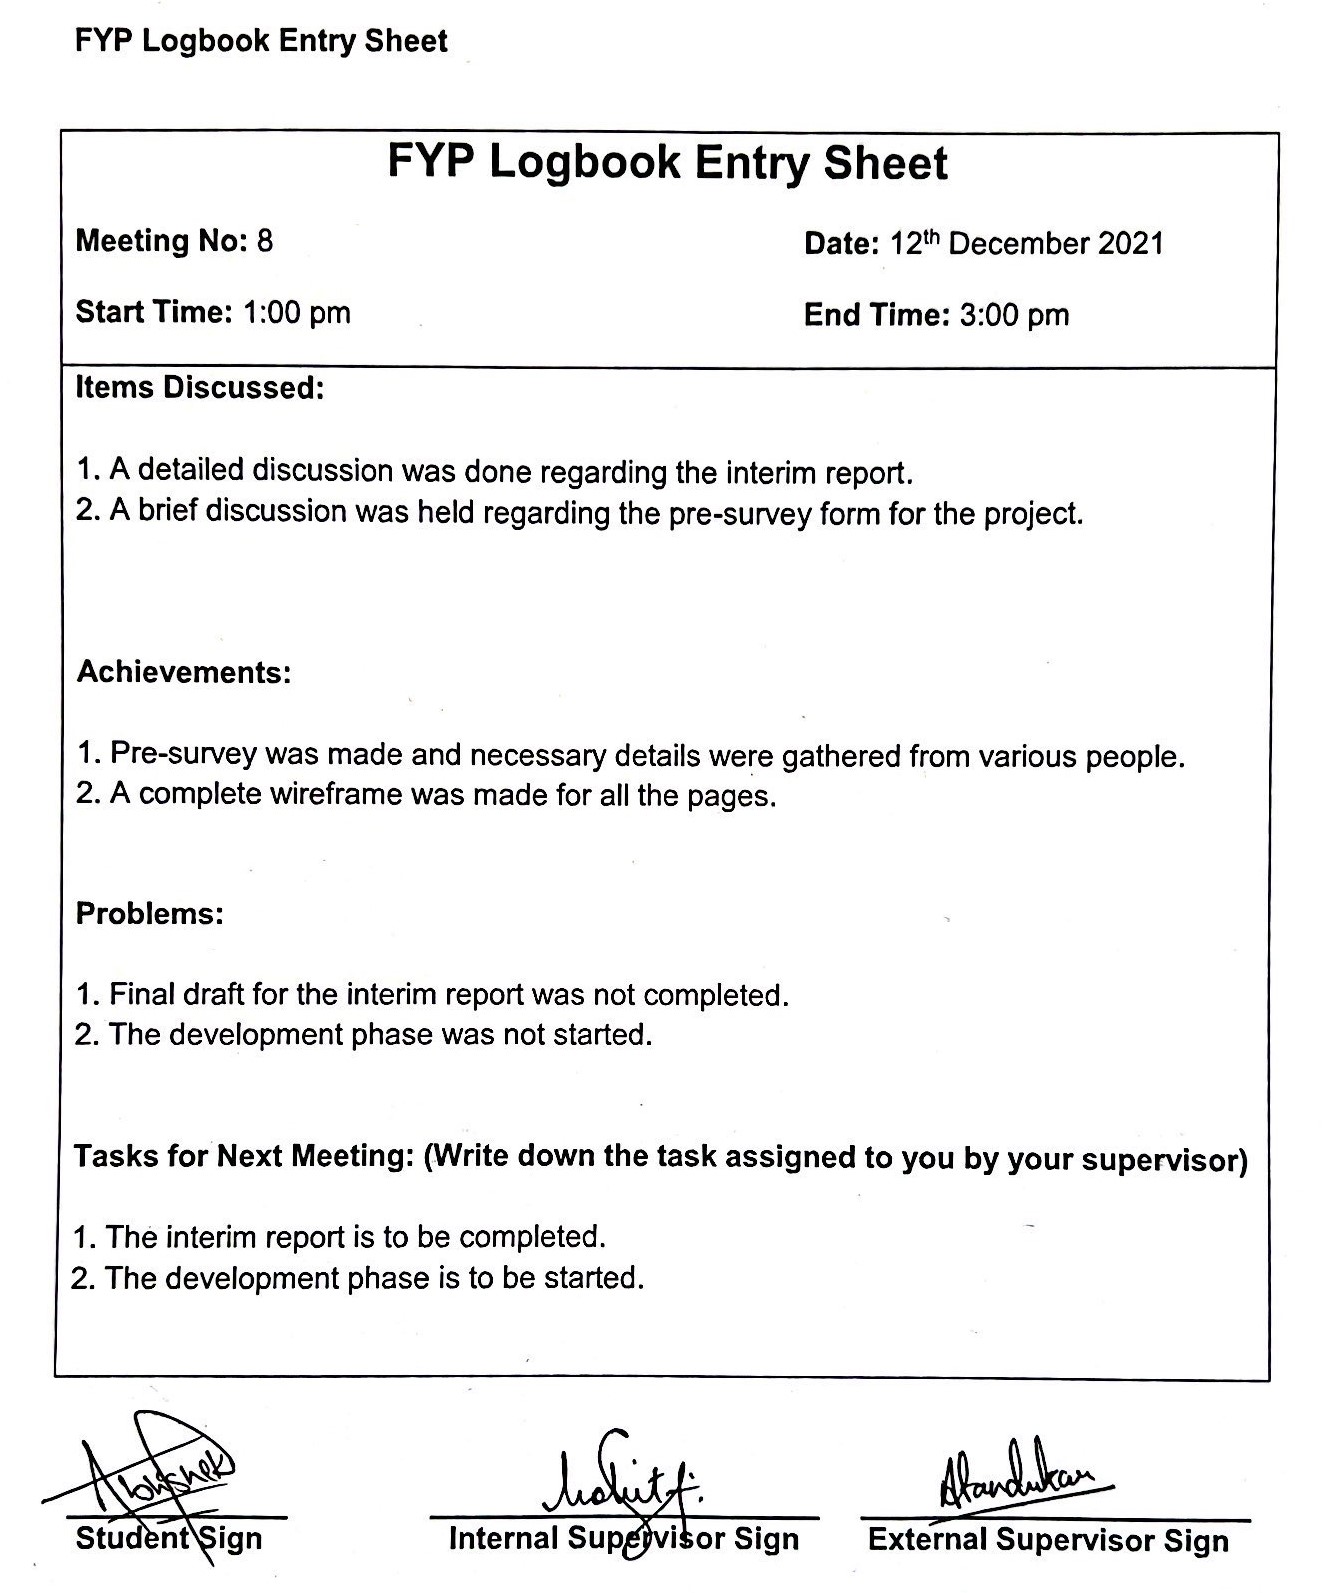 FYP Logbook Entry Sheet
FYP Logbook Entry Sheet
Meeting No: 8 Date: 12th December 2021
Start Time: 1:00 pm End Time: 3:00 pm
Items Discussed:
1. A detailed discussion was done regarding the interim report.
2. A brief discussion was held regarding the pre-survey form for the project.
Achievements:
1. Pre-survey was made and necessary details were gathered from various people.
2. A complete wireframe was made for all the pages.
Problems:
1. Final draft for the interim report was not completed.
2. The development phase was not started.
Tasks for Next Meeting: (Write down the task assigned to you by your supervisor)
1. The interim report is to be completed.
2. The development phase is to be started.
Abhishek
Student Sign Internal Supervisor Sign External Supervisor Sign